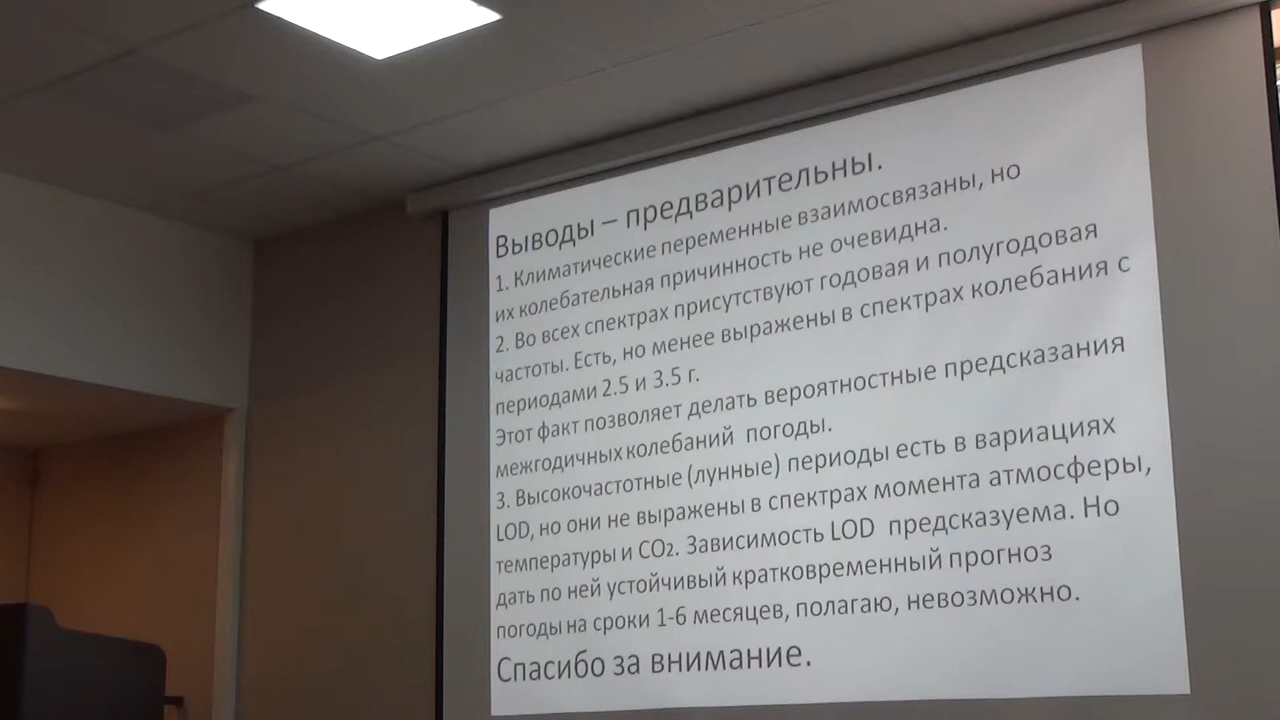 Выводы – предварительны.
1. Климатические переменные взаимосвязаны, но
их колебательная причинность не очевидна.
2. Во всех спектрах присутствуют годовая и полугодовая
частоты. Есть, но менее выражены в спектрах колебания с
периодами 2.5 и 3.5 г.
Этот факт позволяет делать вероятностные предсказания
межгодичных колебаний погоды.
3. Высокочастотные (лунные) периоды есть в вариациях
LOD, но они не выражены в спектрах момента атмосферы,
температуры и CO₂. Зависимость LOD предсказуема. Но
дать по ней устойчивый кратковременный прогноз
погоды на сроки 1-6 месяцев, полагаю, невозможно.
Спасибо за внимание.